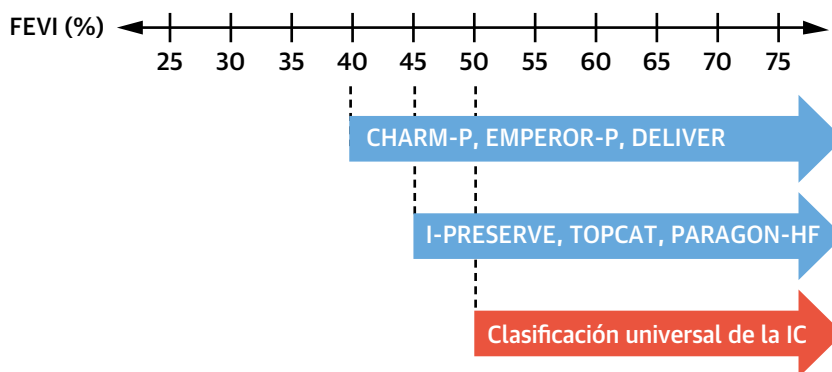 FEVI (%)
25 30 35 40 45 50 55 60 65 70 75
CHARM-P, EMPEROR-P, DELIVER
I-PRESERVE, TOPCAT, PARAGON-HF
Clasificación universal de la IC